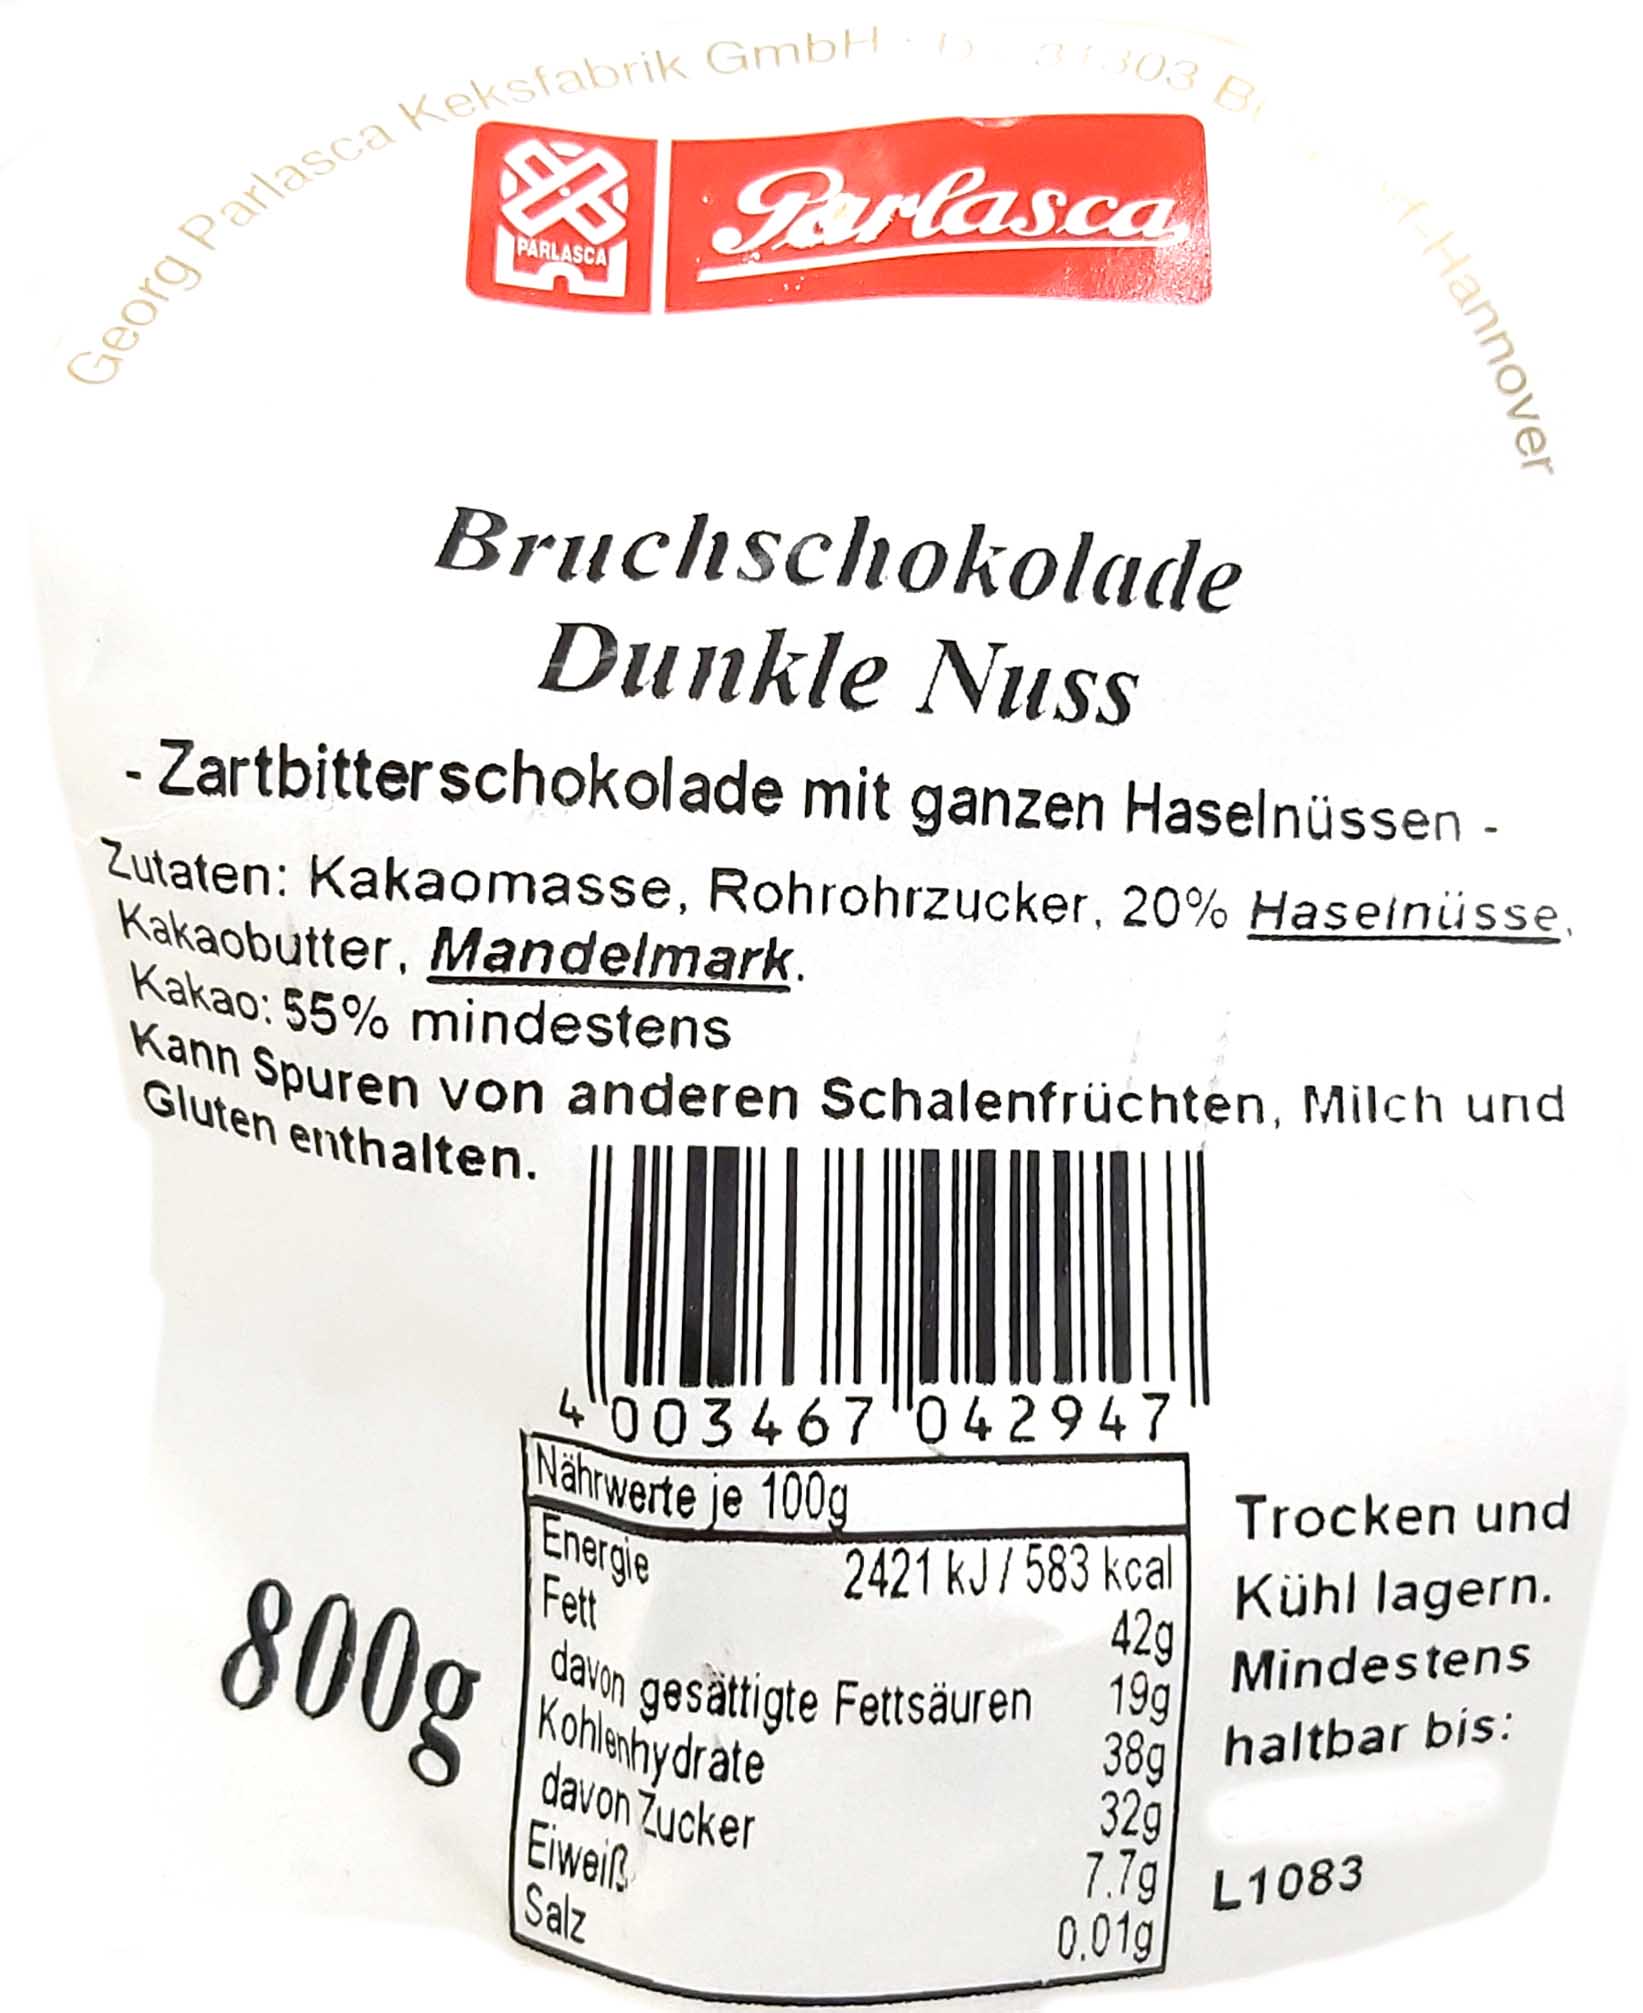 Georg Parlasca Keksfabrik GmbH · D - 31303 -Hannover
PARLASCA
Parlasca
Bruchschokolade
Dunkle Nuss
- Zartbitterschokolade mit ganzen Haselnüssen -
Zutaten: Kakaomasse, Rohrohrzucker, 20% Haselnüsse,
Kakaobutter, Mandelmark.
Kakao: 55% mindestens
Kann Spuren von anderen Schalenfrüchten, Milch und
Gluten enthalten.
4 003467 042947
Nährwerte je 100g
Energie 2421 kJ / 583 kcal
Fett 42g
davon gesättigte Fettsäuren 19g
Kohlenhydrate 38g
davon Zucker 32g
Eiweiß 7.7g
Salz 0.01g
800g
Trocken und
Kühl lagern.
Mindestens
haltbar bis:
L1083